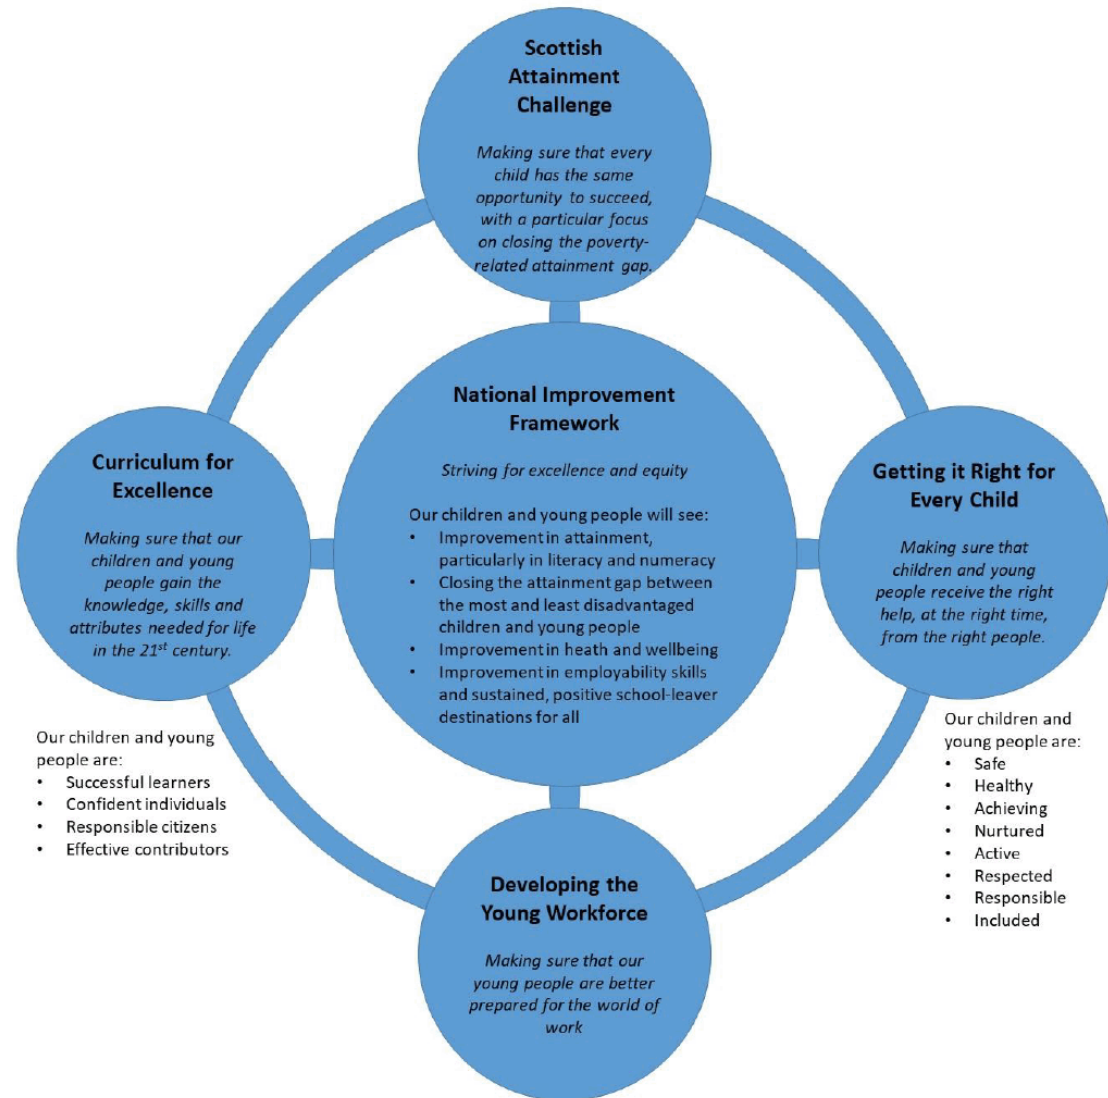 Scottish
Attainment
Challenge
Making sure that every
child has the same
opportunity to succeed,
with a particular focus
on closing the poverty-
related attainment gap.
National Improvement
Framework
Striving for excellence and equity
Our children and young people will see:
• Improvement in attainment,
particularly in literacy and numeracy
• Closing the attainment gap between
the most and least disadvantaged
children and young people
• Improvement in heath and wellbeing
• Improvement in employability skills
and sustained, positive school-leaver
destinations for all
Curriculum for
Excellence
Making sure that our
children and young
people gain the
knowledge, skills and
attributes needed for life
in the 21st century.
Our children and young
people are:
• Successful learners
• Confident individuals
• Responsible citizens
• Effective contributors
Getting it Right for
Every Child
Making sure that
children and young
people receive the right
help, at the right time,
from the right people.
Our children and
young people are:
• Safe
• Healthy
• Achieving
• Nurtured
• Active
• Respected
• Responsible
• Included
Developing the
Young Workforce
Making sure that our
young people are better
prepared for the world of
work